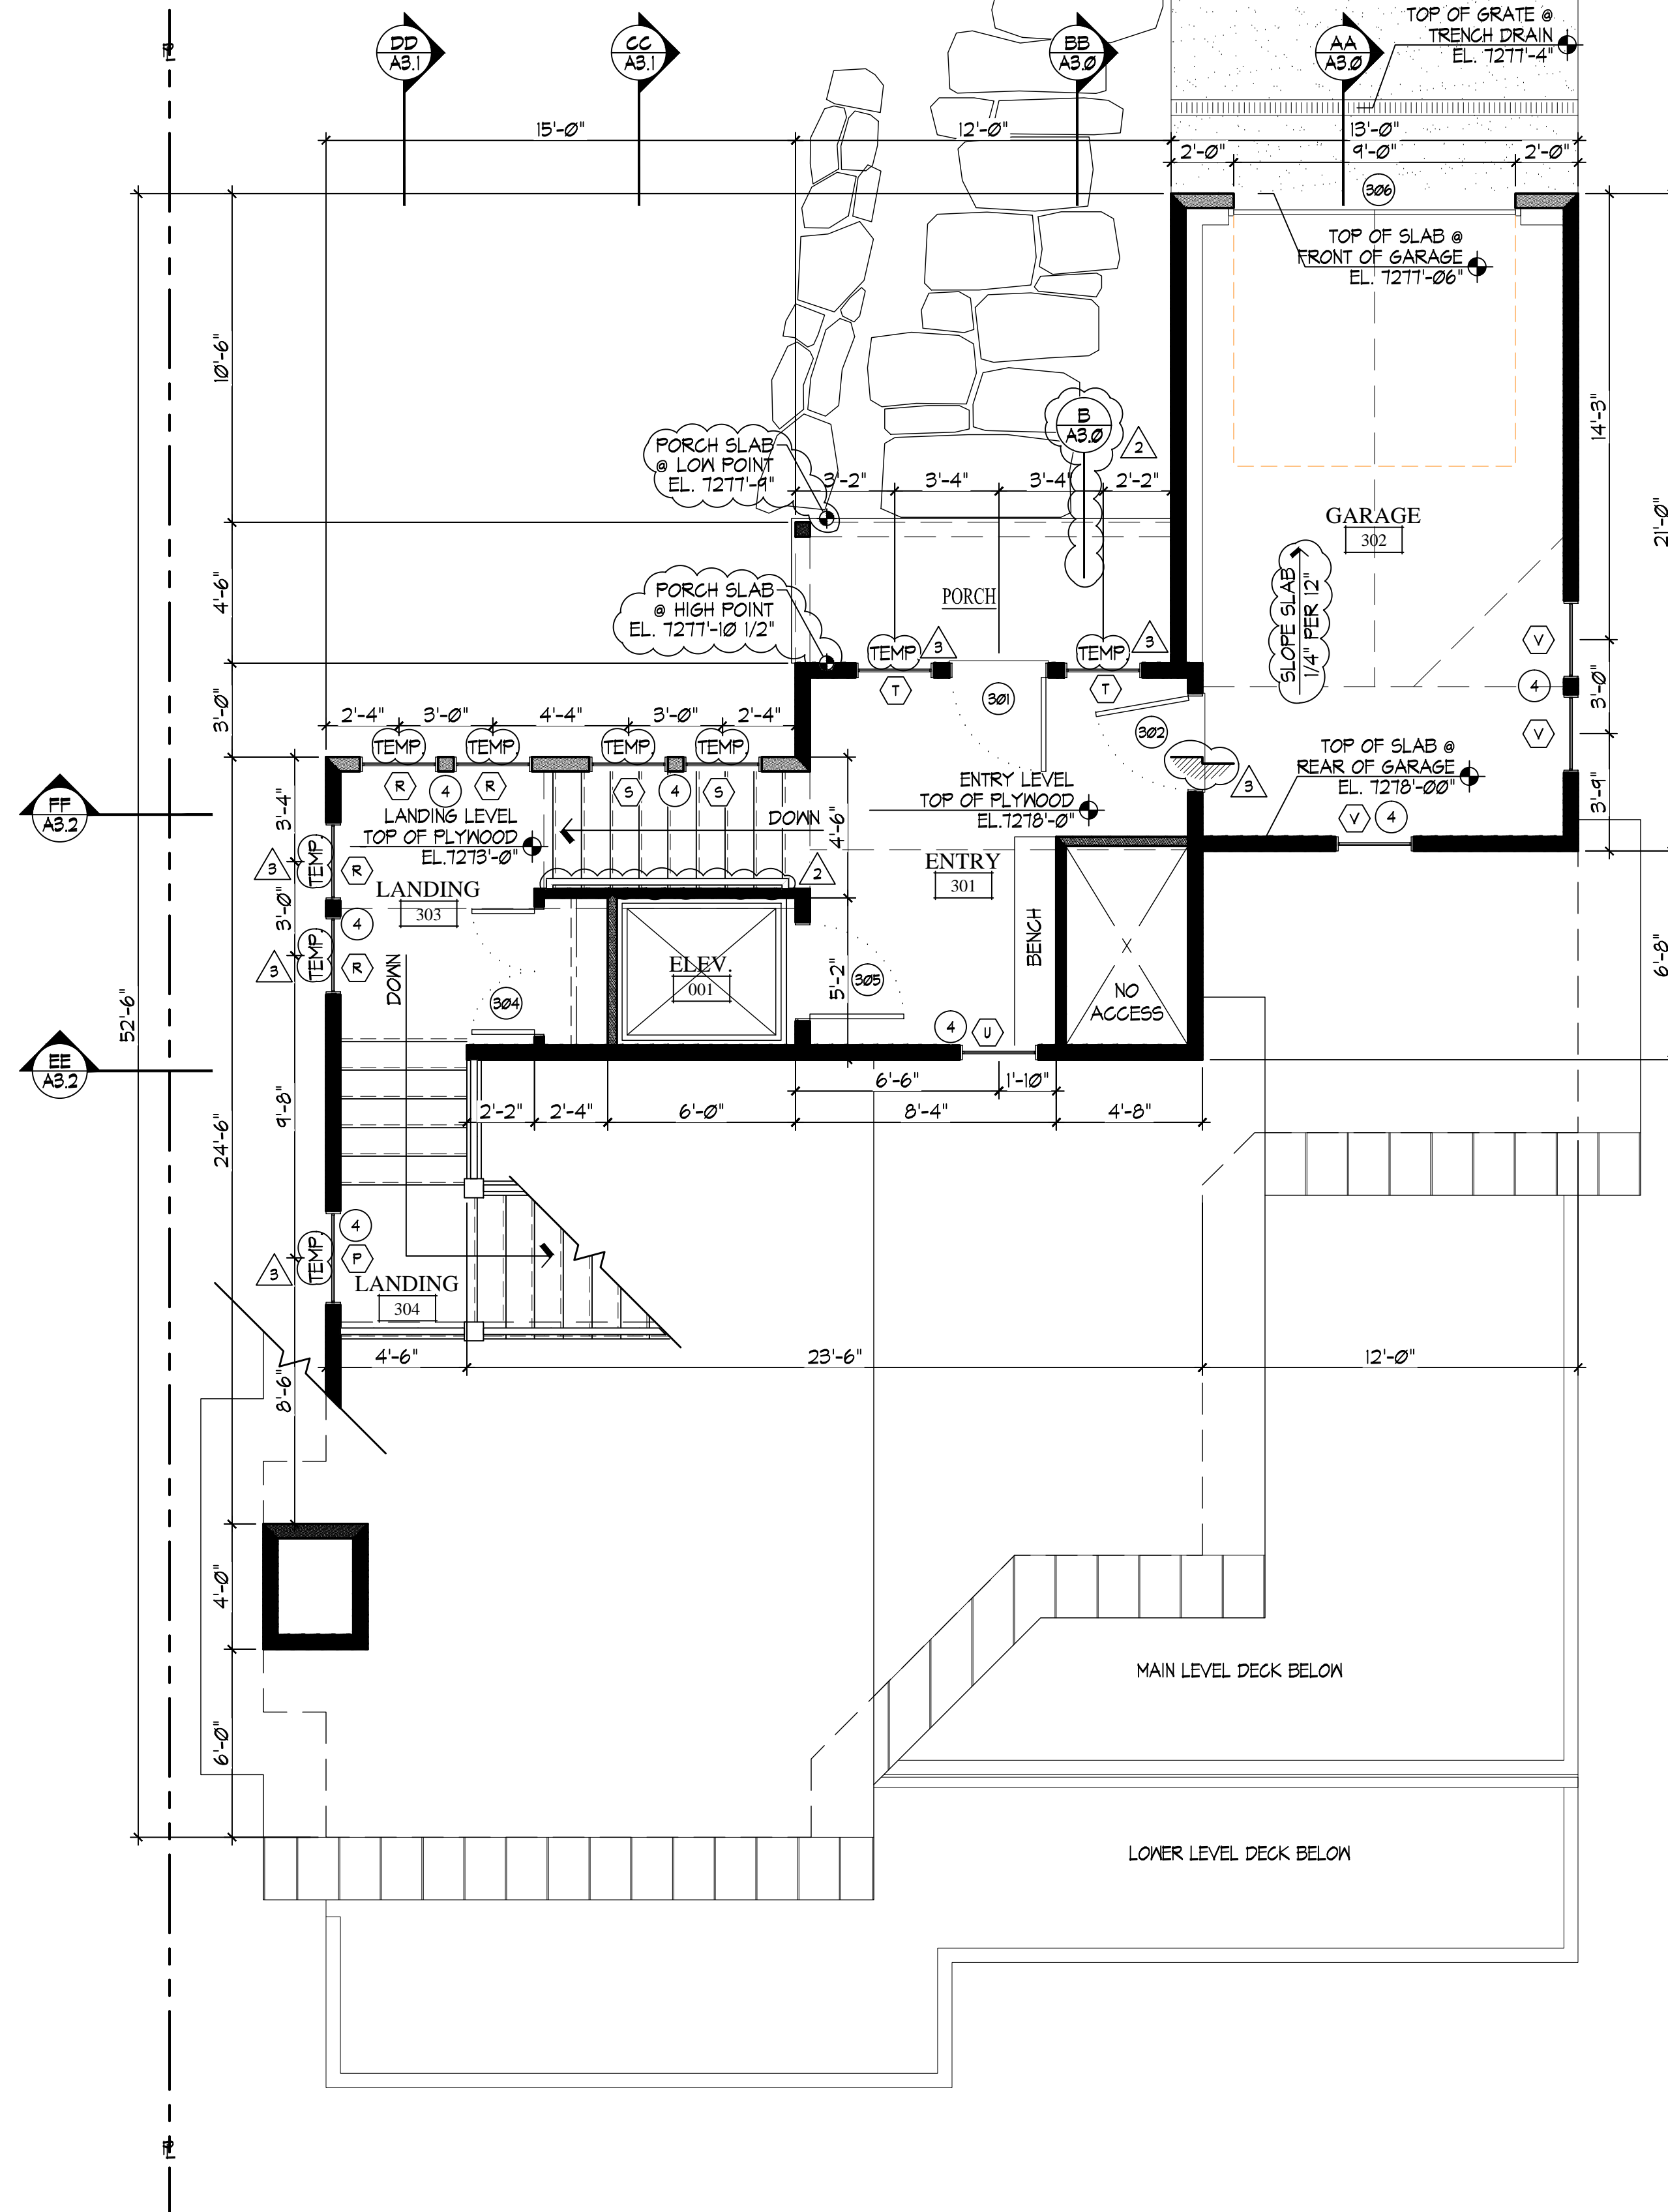 TOP OF GRATE @
TRENCH DRAIN
EL. 7277'-4"
DD
A3.1
CC
A3.1
BB
A3.0
AA
A3.0
15'-0"
12'-0"
13'-0"
2'-0"
9'-0"
2'-0"
306
TOP OF SLAB @
FRONT OF GARAGE
EL. 7277'-06"
10'-6"
14'-3"
21'-0"
B
A3.0
2
PORCH SLAB
@ LOW POINT
EL. 7277'-9"
3'-2"
3'-4"
3'-4"
2'-2"
GARAGE
302
SLOPE SLAB
1/4" PER 12"
4'-6"
PORCH SLAB
@ HIGH POINT
EL. 7277'-10 1/2"
PORCH
TEMP.
3
TEMP.
3
T
301
T
302
V
4
V
3'-0"
3'-0"
2'-4"
3'-0"
4'-4"
3'-0"
2'-4"
TEMP.
TEMP.
TEMP.
TEMP.
R
4
R
S
4
S
3
TOP OF SLAB @
REAR OF GARAGE
EL. 7278'-00"
3'-9"
V
4
ENTRY LEVEL
TOP OF PLYWOOD
EL.7278'-0"
FF
A3.2
3'-4"
LANDING LEVEL
TOP OF PLYWOOD
EL.7273'-0"
DOWN
4'-6"
2
3
TEMP.
R
LANDING
303
ENTRY
301
3'-0"
4
3
TEMP.
R
DOWN
304
ELEV.
001
5'-2"
305
BENCH
X
NO
ACCESS
6'-8"
4
U
52'-6"
EE
A3.2
24'-6"
9'-8"
6'-6"
1'-10"
2'-2"
2'-4"
6'-0"
8'-4"
4'-8"
3
TEMP.
4
P
LANDING
304
8'-6"
4'-6"
23'-6"
12'-0"
4'-0"
6'-0"
MAIN LEVEL DECK BELOW
LOWER LEVEL DECK BELOW